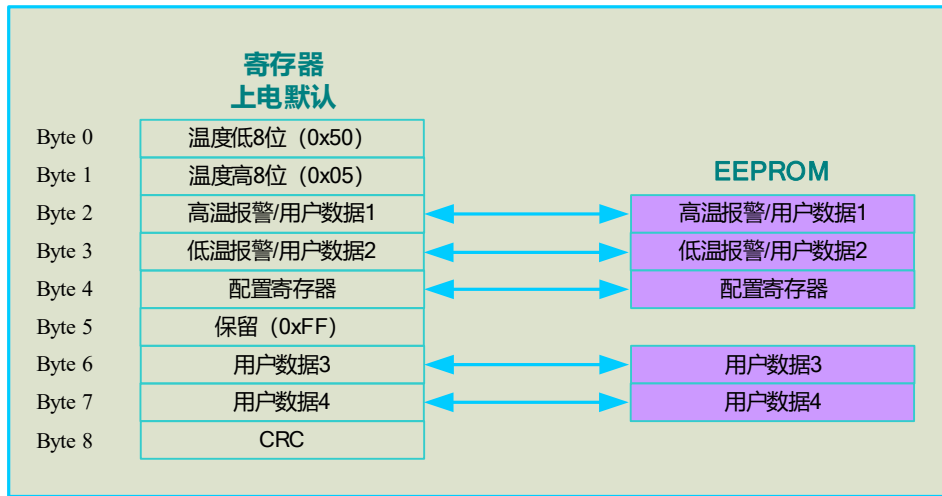 寄存器
上电默认
Byte 0 温度低8位（0x50）
Byte 1 温度高8位（0x05） EEPROM
Byte 2 高温报警/用户数据1 高温报警/用户数据1
Byte 3 低温报警/用户数据2 低温报警/用户数据2
Byte 4 配置寄存器 配置寄存器
Byte 5 保留（0xFF）
Byte 6 用户数据3 用户数据3
Byte 7 用户数据4 用户数据4
Byte 8 CRC